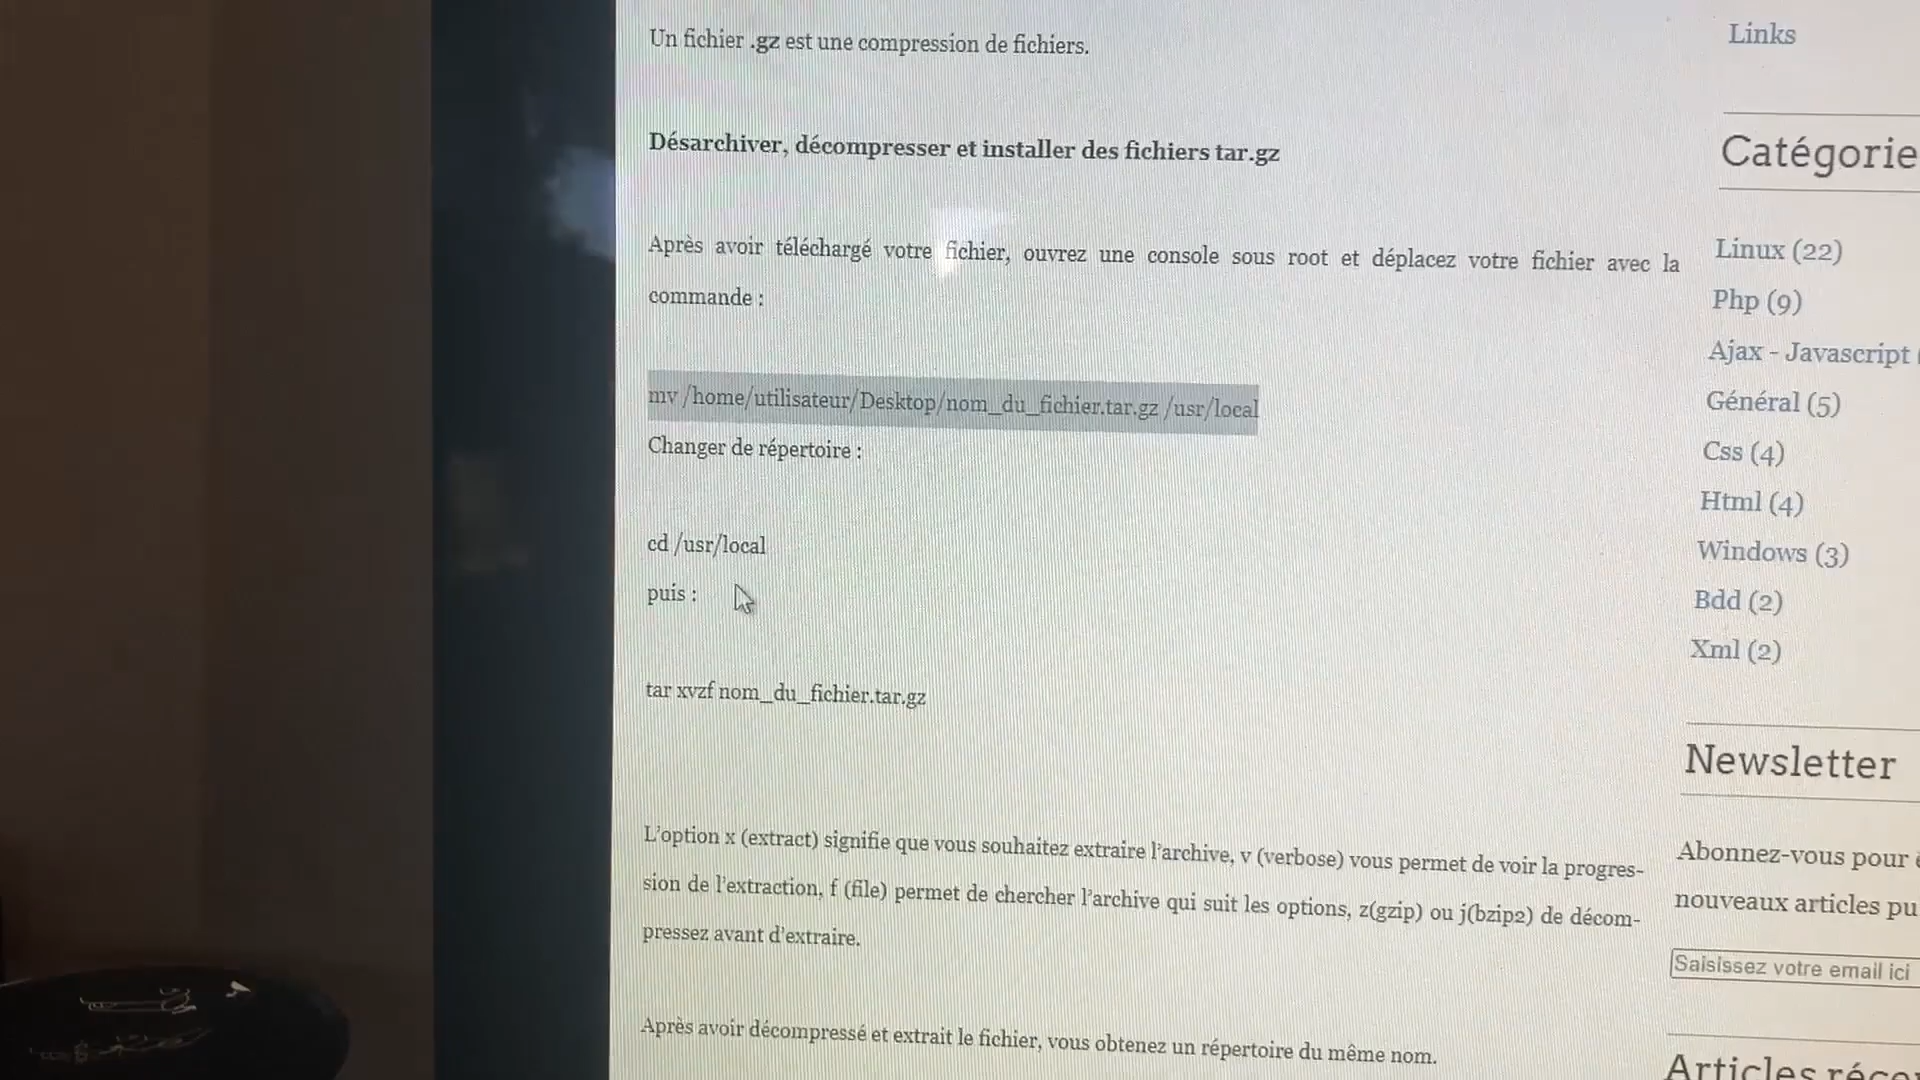 Un fichier .gz est une compression de fichiers.
Désarchiver, décompresser et installer des fichiers tar.gz
Après avoir téléchargé votre fichier, ouvrez une console sous root et déplacez votre fichier avec la
commande :
mv /home/utilisateur/Desktop/nom_du_fichier.tar.gz /usr/local
Changer de répertoire :
cd /usr/local
puis :
tar xvzf nom_du_fichier.tar.gz
L'option x (extract) signifie que vous souhaitez extraire l'archive, v (verbose) vous permet de voir la progres-
sion de l'extraction, f (file) permet de chercher l'archive qui suit les options, z(gzip) ou j(bzip2) de décom-
pressez avant d'extraire.
Après avoir décompressé et extrait le fichier, vous obtenez un répertoire du même nom.
Links
Catégorie
Linux (22)
Php (9)
Ajax - Javascript
Général (5)
Css (4)
Html (4)
Windows (3)
Bdd (2)
Xml (2)
Newsletter
Abonnez-vous pour
nouveaux articles pu
Saisissez votre email ici
Articles